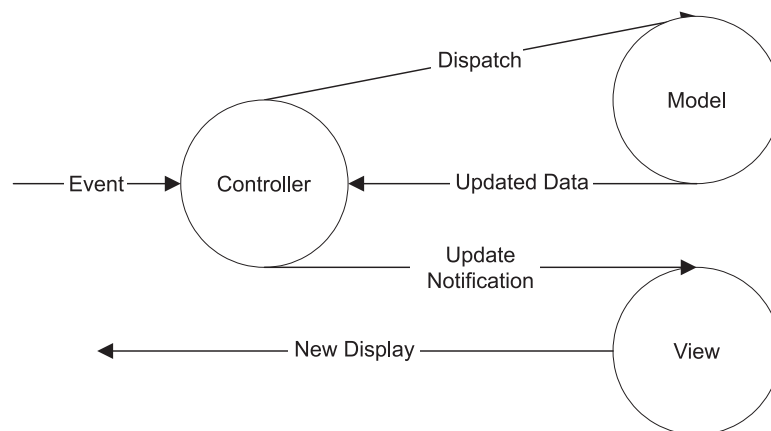 Dispatch
Model
Event
Controller
Updated Data
Update
Notification
New Display
View